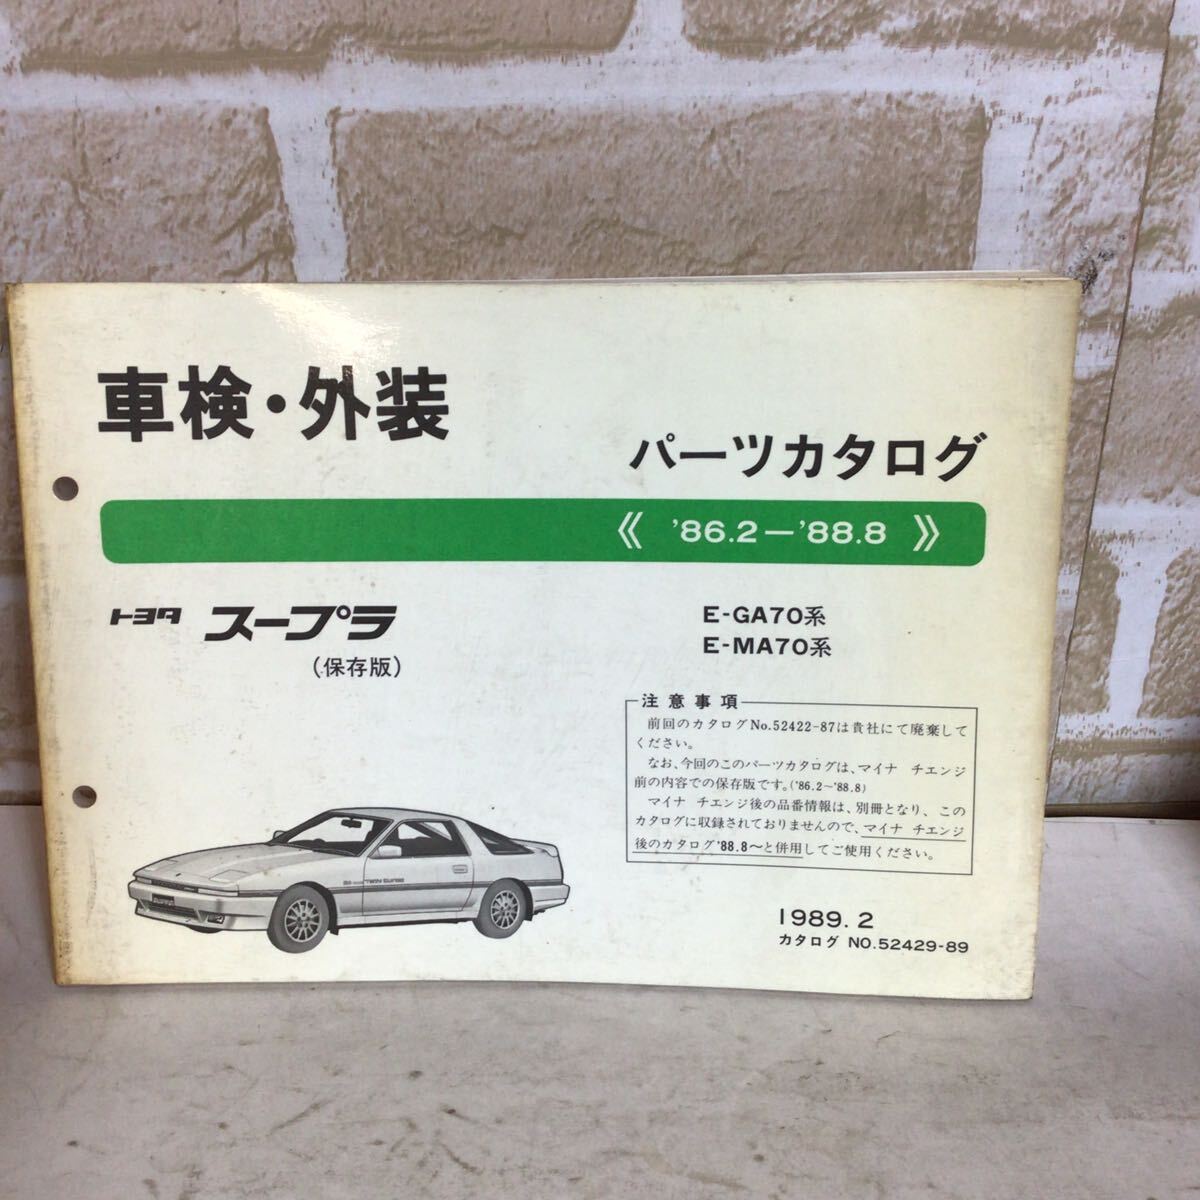 車検・外装
パーツカタログ
《 '86.2－'88.8 》
トヨタ スープラ
(保存版)
E-GA70系
E-MA70系
注意事項
前回のカタログNo.52422-87は貴社にて廃棄して
ください。
なお、今回のこのパーツカタログは、マイナ チエンジ
前の内容での保存版です。('86.2～'88.8)
マイナ チエンジ後の品番情報は、別冊となり、この
カタログに収録されておりませんので、マイナ チエンジ
後のカタログ'88.8～と併用してご使用ください。
TWIN TURBO
1989.2
カタログ NO.52429-89